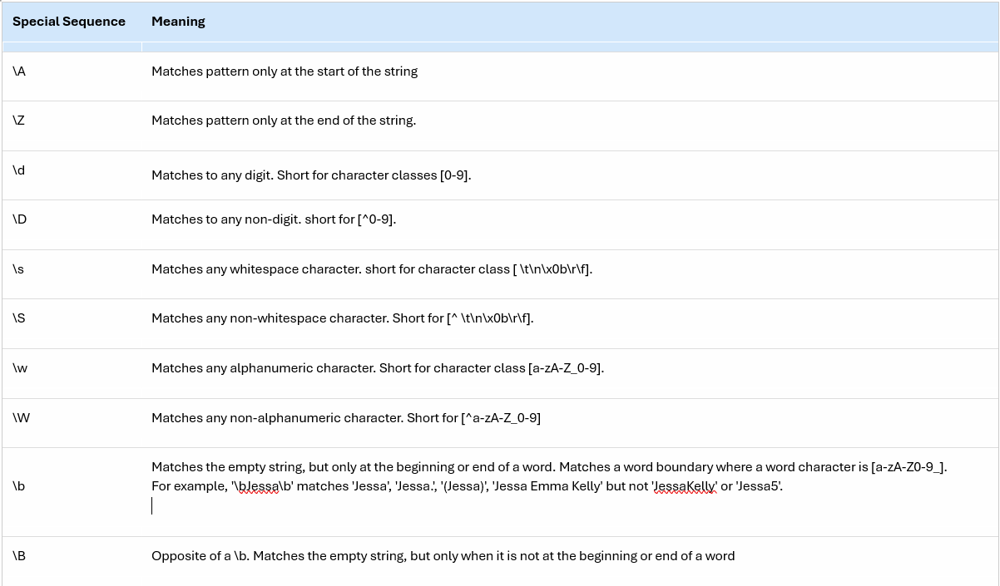 Special Sequence Meaning
\A Matches pattern only at the start of the string
\Z Matches pattern only at the end of the string.
\d Matches to any digit. Short for character classes [0-9].
\D Matches to any non-digit. short for [^0-9].
\s Matches any whitespace character. short for character class [ \t\n\x0b\r\f].
\S Matches any non-whitespace character. Short for [^ \t\n\x0b\r\f].
\w Matches any alphanumeric character. Short for character class [a-zA-Z_0-9].
\W Matches any non-alphanumeric character. Short for [^a-zA-Z_0-9]
Matches the empty string, but only at the beginning or end of a word. Matches a word boundary where a word character is [a-zA-Z0-9_].
\b For example, '\bJessa\b' matches 'Jessa', 'Jessa.', '(Jessa)', 'Jessa Emma Kelly' but not 'JessaKelly' or 'Jessa5'.
\B Opposite of a \b. Matches the empty string, but only when it is not at the beginning or end of a word